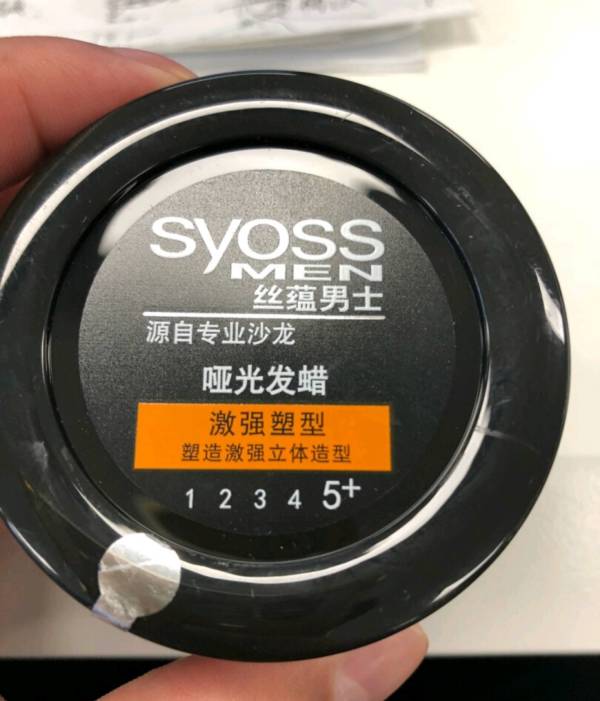 syoss
MEN
丝蕴男士
源自专业沙龙
哑光发蜡
激强塑型
塑造激强立体造型
1 2 3 4 5+